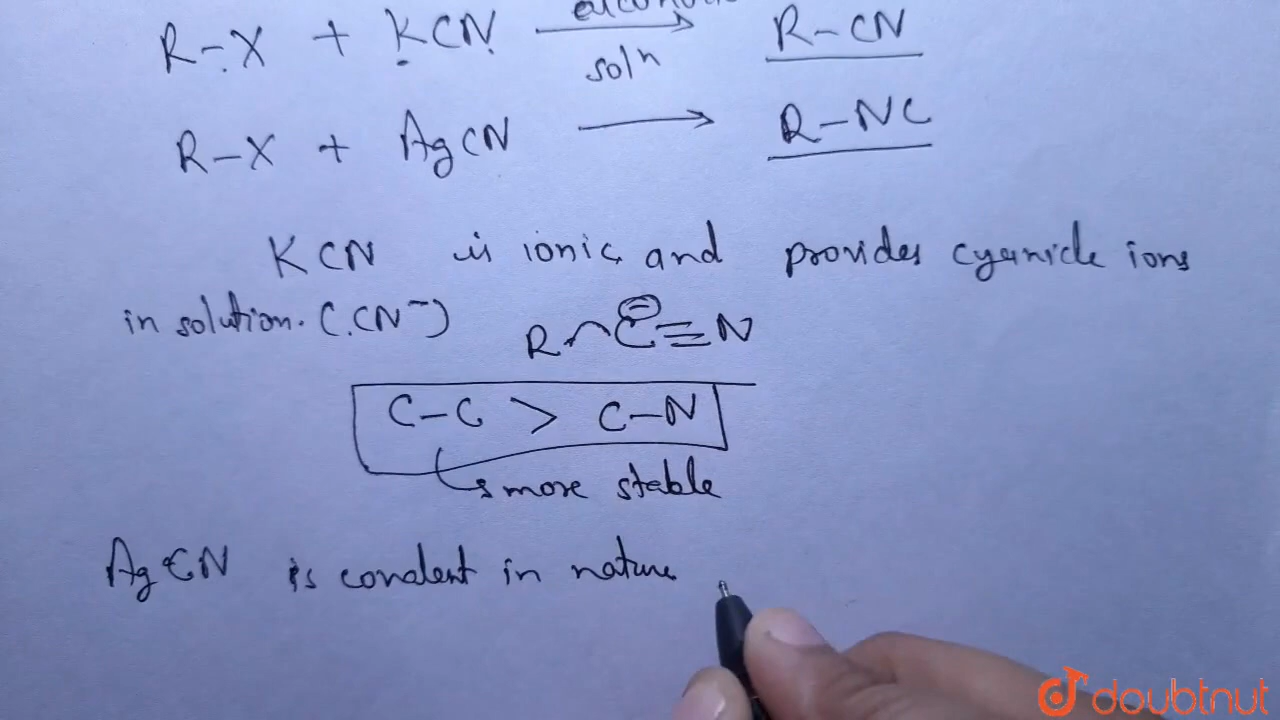 R-X + KCN → R-CN
soln
R-X + AgCN → R-NC
KCN is ionic and provides cyanide ions
in solution. (CN⁻)
R C≡N
C-C > C-N
more stable
AgCN is covalent in nature
doubtnut